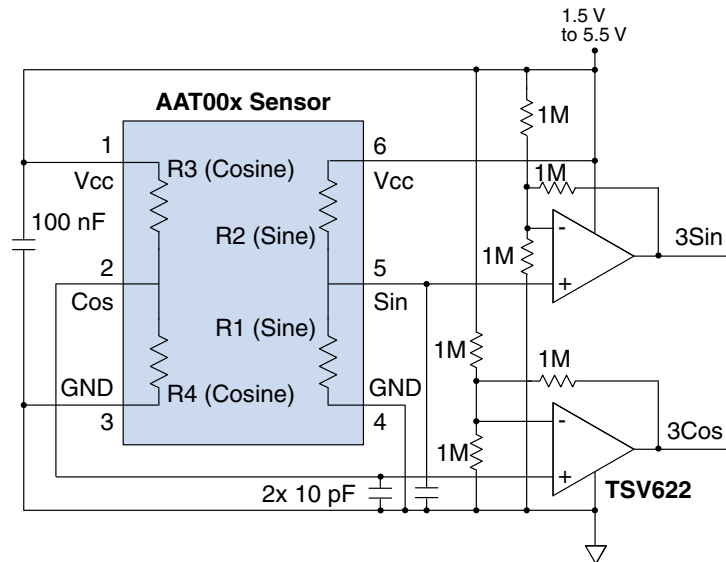 1.5 V
to 5.5 V
AAT00x Sensor
1
Vcc
R3 (Cosine)
6
Vcc
1M
1M
100 nF
R2 (Sine)
-
+
3Sin
1M
2
Cos
5
Sin
R1 (Sine)
1M
1M
GND
3
R4 (Cosine)
GND
4
-
+
3Cos
1M
2x 10 pF
TSV622